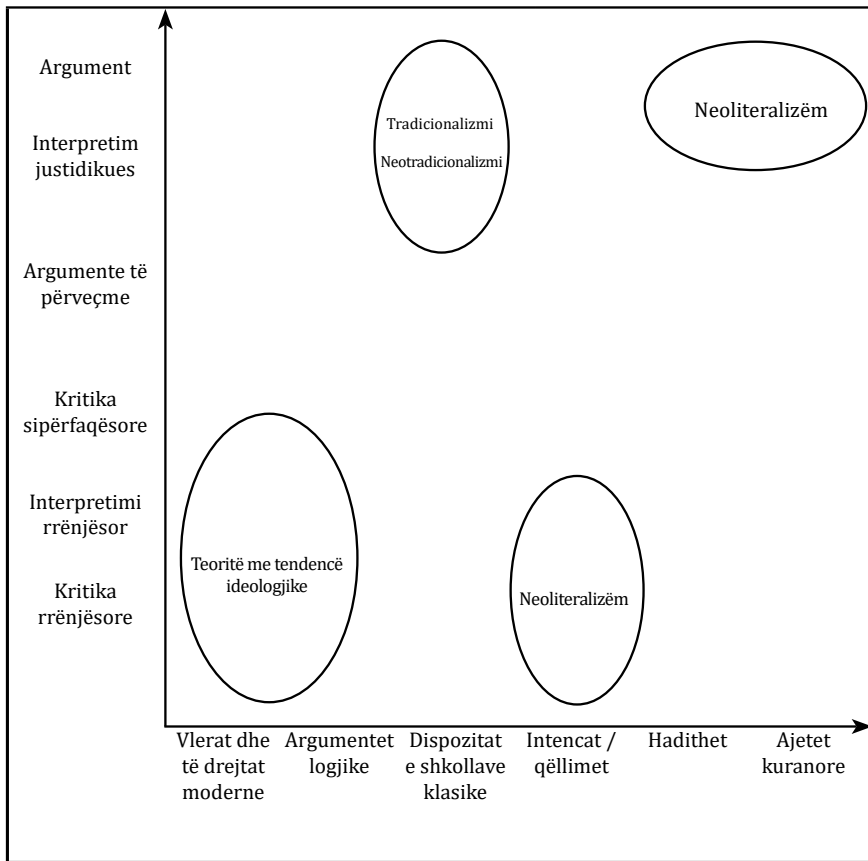 Argument
Interpretim
justidikues
Argumente të
përveçme
Kritika
sipërfaqësore
Interpretimi
rrënjësor
Kritika
rrënjësore
Tradicionalizmi
Neotradicionalizmi
Neoliteralizëm
Teoritë me tendencë
ideologjike
Neoliteralizëm
Vlerat dhe
të drejtat
moderne
Argumentet
logjike
Dispozitat
e shkollave
klasike
Intencat /
qëllimet
Hadithet
Ajetet
kuranore